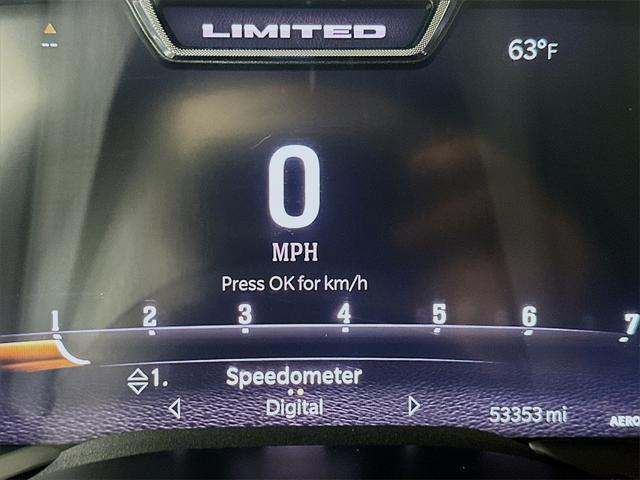 LIMITED
--
63°F
0
MPH
Press OK for km/h
1 2 3 4 5 6 7
1. Speedometer
Digital
53353 mi
AERO